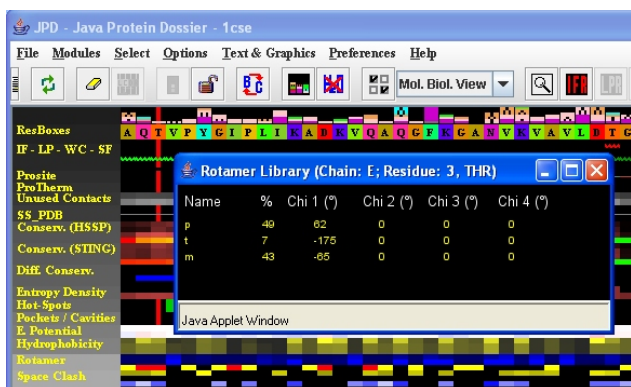 JPD - Java Protein Dossier - 1cse
File Modules Select Options Text & Graphics Preferences Help
Mol. Biol. View
IFR
LPR
ResBoxes A Q T V P Y G I P L I K A D K V Q A Q G F K G A N V K V A V L D T G
IF - LP - WC - SF
Prosite
ProTherm
Unused Contacts
SS_PDB
Conserv. (HSSP)
Conserv. (STING)
Diff. Conserv.
Entropy Density
Hot-Spots
Pockets / Cavities
E. Potential
Hydrophobicity
Rotamer
Space Clash
Rotamer Library (Chain: E; Residue: 3, THR)
Name % Chi 1 (º) Chi 2 (º) Chi 3 (º) Chi 4 (º)
p 49 62 0 0 0
t 7 -175 0 0 0
m 43 -65 0 0 0
Java Applet Window